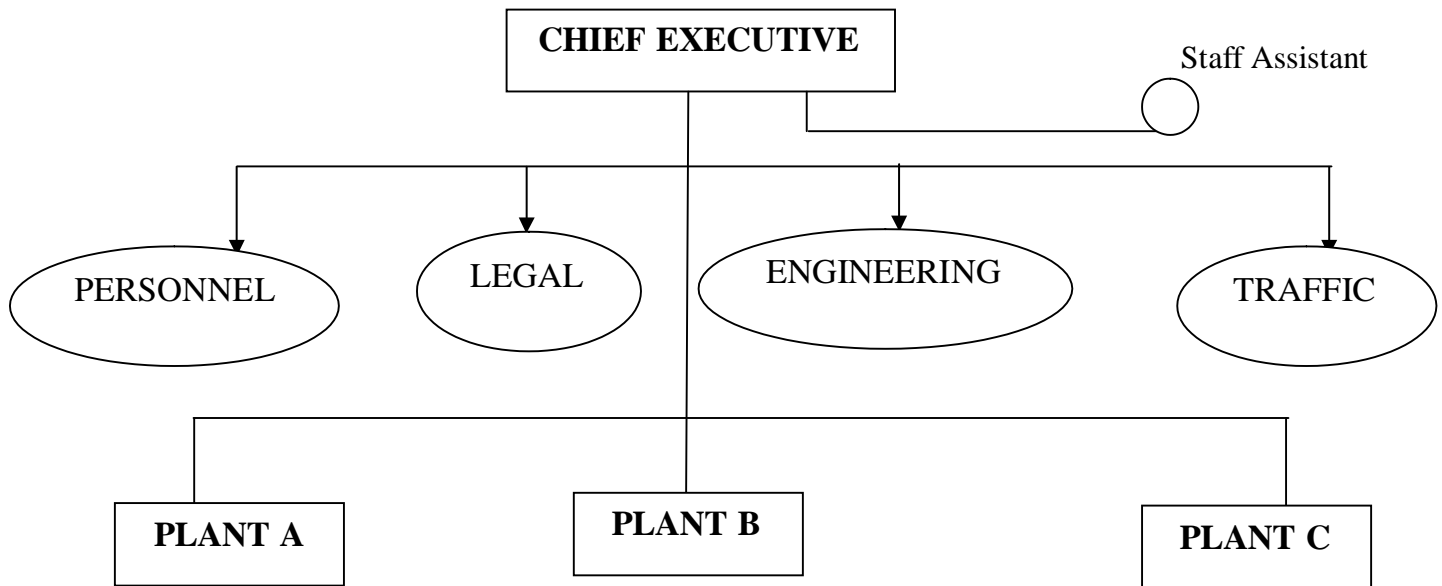 CHIEF EXECUTIVE
Staff Assistant
PERSONNEL
LEGAL
ENGINEERING
TRAFFIC
PLANT A
PLANT B
PLANT C